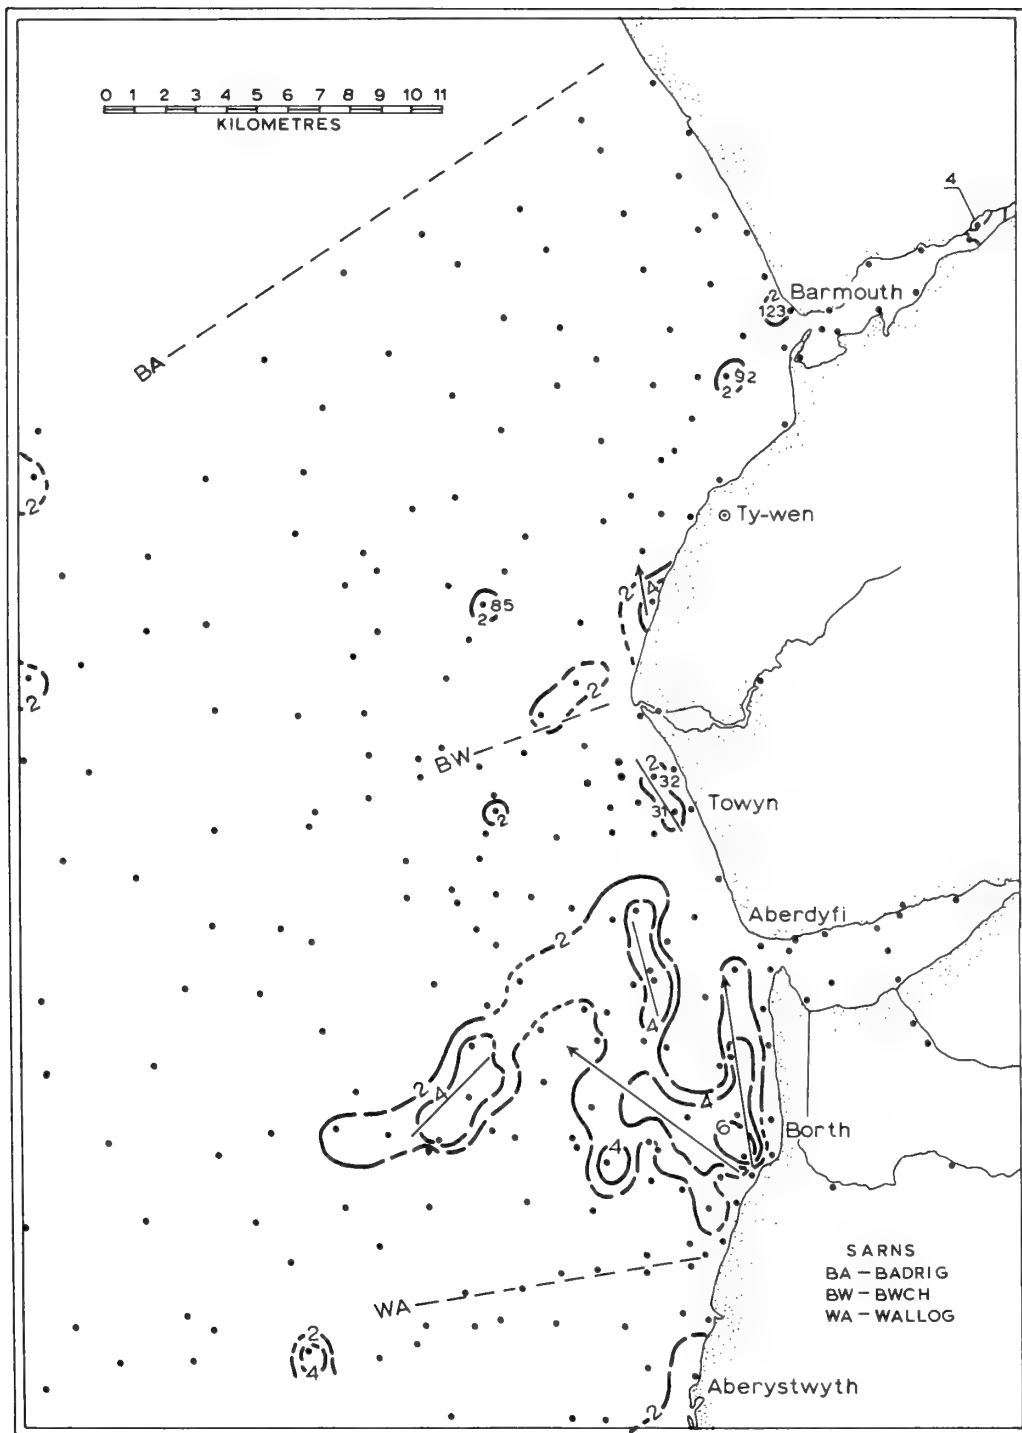 0 1 2 3 4 5 6 7 8 9 10 11
KILOMETRES
4
BA
2
Barmouth
123
92
2
2
Ty-wen
2
4
85
2
2
2
BW
2
32
31
Towyn
2
Aberdyfi
2
4
2
4
4
6
Borth
4
SARNS
BA – BADRIG
BW – BWCH
WA – WALLOG
WA
2
4
Aberystwyth
2